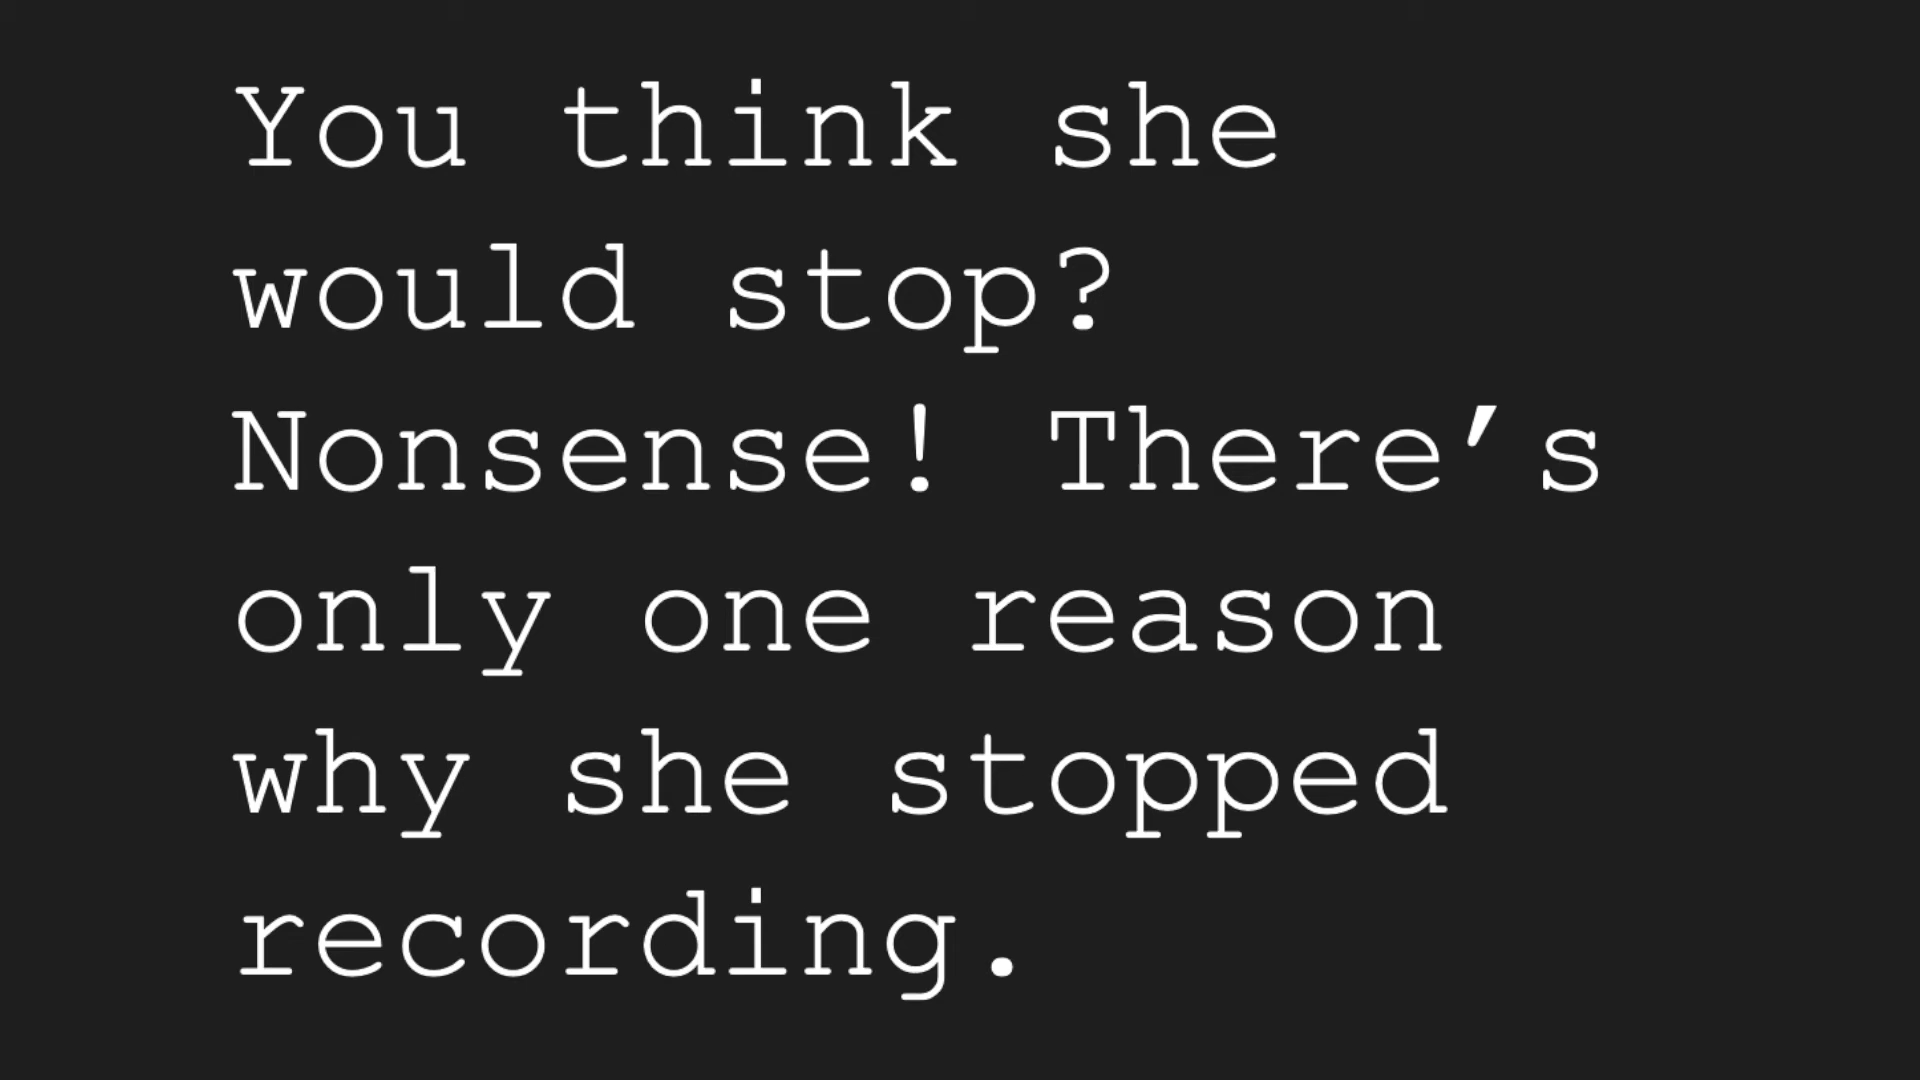 You think she
would stop?
Nonsense! There’s
only one reason
why she stopped
recording.